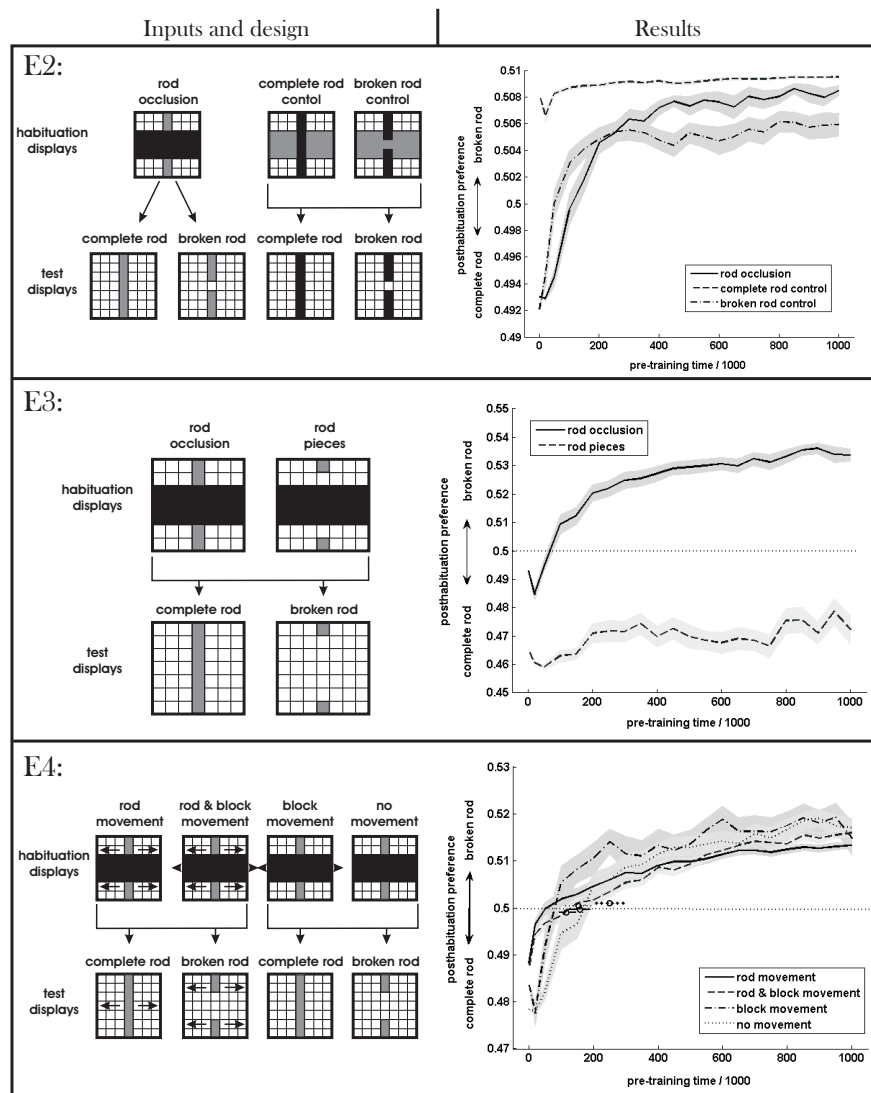 Inputs and design
Results
E2:
rod
occlusion
complete rod
contol
broken rod
control
habituation
displays
complete rod
broken rod
complete rod
broken rod
test
displays
posthabituation preference
complete rod
broken rod
0.51
0.508
0.506
0.504
0.502
0.5
0.498
0.496
0.494
0.492
0.49
rod occlusion
complete rod control
broken rod control
0
200
400
600
800
1000
pre-training time / 1000
E3:
rod
occlusion
rod
pieces
habituation
displays
complete rod
broken rod
test
displays
posthabituation preference
complete rod
broken rod
0.55
0.54
0.53
0.52
0.51
0.5
0.49
0.48
0.47
0.46
0.45
rod occlusion
rod pieces
0
200
400
600
800
1000
pre-training time / 1000
E4:
rod
movement
rod & block
movement
block
movement
no
movement
habituation
displays
complete rod
broken rod
complete rod
broken rod
test
displays
posthabituation preference
complete rod
broken rod
0.53
0.52
0.51
0.5
0.49
0.48
0.47
rod movement
rod & block movement
block movement
no movement
0
200
400
600
800
1000
pre-training time / 1000